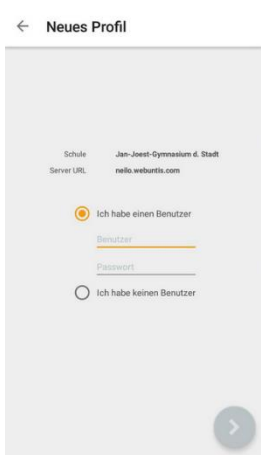 Neues Profil
Schule Jan-Joest-Gymnasium d. Stadt
Server URL neilo.webuntis.com
Ich habe einen Benutzer
Benutzer
Passwort
Ich habe keinen Benutzer